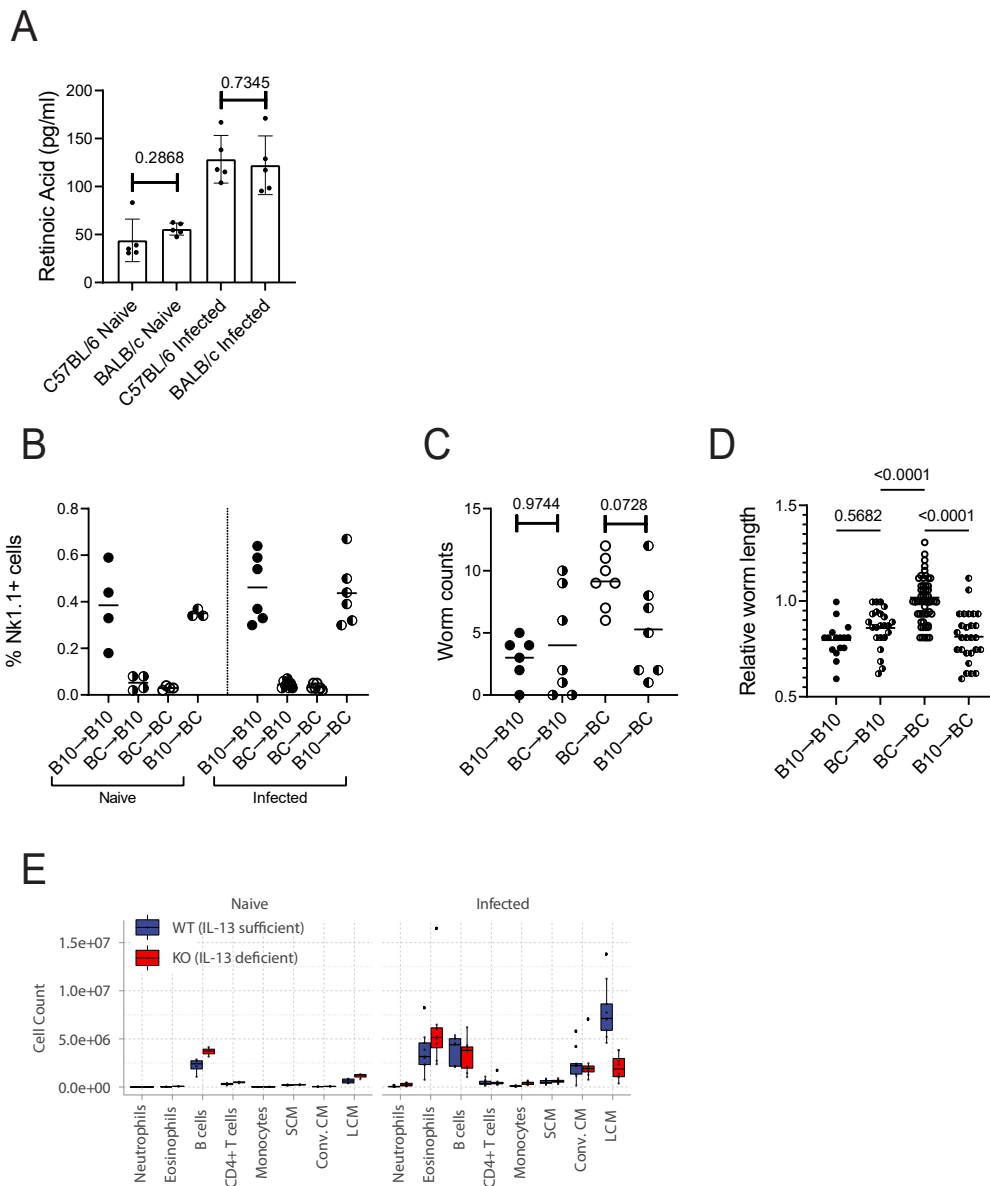 A
Retinoic Acid (pg/ml)
200
150
100
50
0
0.2868
0.7345
C57BL/6 Naive
BALB/c Naive
C57BL/6 Infected
BALB/c Infected
B
% Nk1.1+ cells
0.8
0.6
0.4
0.2
0.0
B10→B10
BC→B10
BC→BC
B10→BC
B10→B10
BC→B10
BC→BC
B10→BC
Naive
Infected
C
Worm counts
15
10
5
0
0.9744
0.0728
B10→B10
BC→B10
BC→BC
B10→BC
D
Relative worm length
1.5
1.0
0.5
<0.0001
0.5682
<0.0001
B10→B10
BC→B10
BC→BC
B10→BC
E
Naive
Infected
WT (IL-13 sufficient)
KO (IL-13 deficient)
Cell Count
1.5e+07
1.0e+07
5.0e+06
0.0e+00
Neutrophils
Eosinophils
B cells
CD4+ T cells
Monocytes
SCM
Conv. CM
LCM
Neutrophils
Eosinophils
B cells
CD4+ T cells
Monocytes
SCM
Conv. CM
LCM